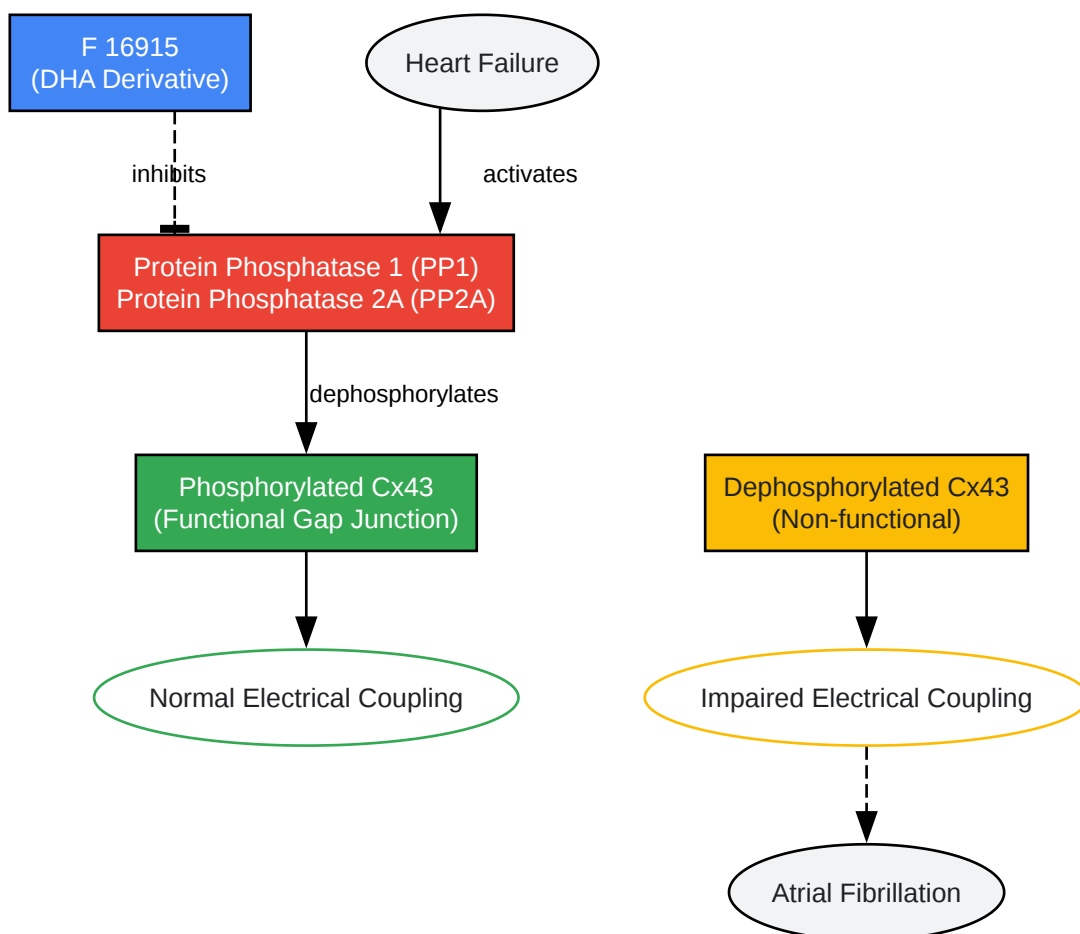 F 16915
(DHA Derivative)
Heart Failure
inhibits
activates
Protein Phosphatase 1 (PP1)
Protein Phosphatase 2A (PP2A)
dephosphorylates
Phosphorylated Cx43
(Functional Gap Junction)
Dephosphorylated Cx43
(Non-functional)
Normal Electrical Coupling
Impaired Electrical Coupling
Atrial Fibrillation